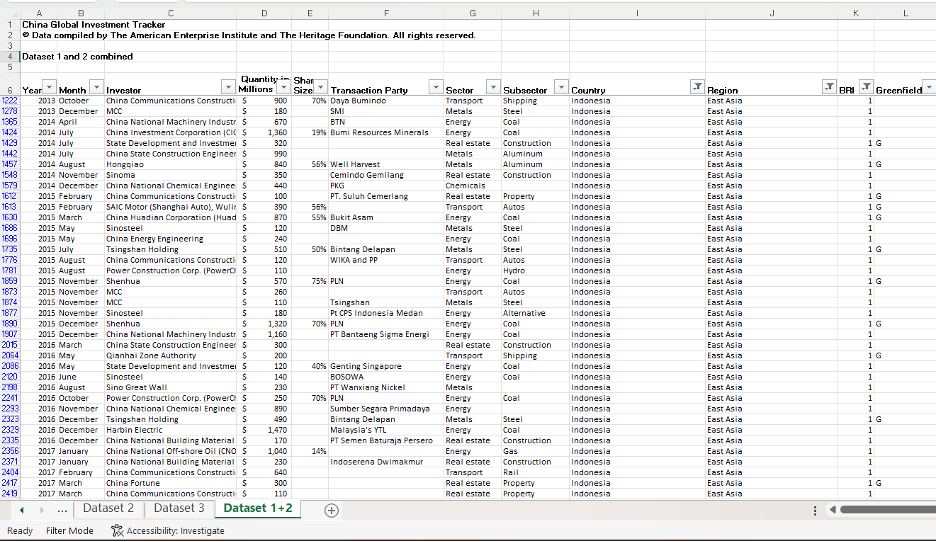 A B C D E F G H I J K L
1 China Global Investment Tracker
2 © Data compiled by The American Enterprise Institute and The Heritage Foundation. All rights reserved.
3
4 Dataset 1 and 2 combined
5
6 Year Month Investor Quantity in Millions Shar Size Transaction Party Sector Subsector Country Region BRI Greenfield
1222 2013 October China Communications Constructi $ 900 70% Daya Bumindo Transport Shipping Indonesia East Asia 1
1278 2013 December MCC $ 180 SMI Metals Steel Indonesia East Asia 1
1365 2014 April China National Machinery Industr $ 670 BTN Energy Coal Indonesia East Asia 1
1424 2014 July China Investment Corporation (CIC $ 1,360 19% Bumi Resources Minerals Energy Coal Indonesia East Asia 1
1429 2014 July State Development and Investmen $ 320 Real estate Construction Indonesia East Asia 1 G
1442 2014 July China State Construction Engineer $ 990 Metals Aluminum Indonesia East Asia 1
1457 2014 August Hongqiao $ 840 56% Well Harvest Metals Aluminum Indonesia East Asia 1 G
1548 2014 November Sinoma $ 350 Cemindo Gemilang Real estate Construction Indonesia East Asia 1
1579 2014 December China National Chemical Enginee $ 440 PKG Chemicals Indonesia East Asia 1
1612 2015 February China Communications Constructi $ 100 PT. Suluh Cemerlang Real estate Property Indonesia East Asia 1 G
1613 2015 February SAIC Motor (Shanghai Auto), Wulin $ 390 56% Transport Autos Indonesia East Asia 1 G
1630 2015 March China Huadian Corporation (Huad $ 870 55% Bukit Asam Energy Coal Indonesia East Asia 1 G
1686 2015 May Sinosteel $ 120 DBM Metals Steel Indonesia East Asia 1
1696 2015 May China Energy Engineering $ 240 Energy Coal Indonesia East Asia 1
1735 2015 July Tsingshan Holding $ 510 50% Bintang Delapan Metals Steel Indonesia East Asia 1 G
1776 2015 August China Communications Constructi $ 120 WIKA and PP Transport Autos Indonesia East Asia 1
1781 2015 August Power Construction Corp. (PowerCh $ 110 Energy Hydro Indonesia East Asia 1
1859 2015 November Shenhua $ 570 75% PLN Energy Coal Indonesia East Asia 1 G
1873 2015 November MCC $ 260 Transport Autos Indonesia East Asia 1
1874 2015 November MCC $ 110 Tsingshan Metals Steel Indonesia East Asia 1
1877 2015 November Sinosteel $ 180 Pt CPS Indonesia Medan Energy Alternative Indonesia East Asia 1
1890 2015 December Shenhua $ 1,320 70% PLN Energy Coal Indonesia East Asia 1 G
1907 2015 December China National Machinery Industr $ 1,160 PT Bantaeng Sigma Energi Energy Coal Indonesia East Asia 1
2015 2016 March China State Construction Engineer $ 300 Real estate Construction Indonesia East Asia 1
2064 2016 May Qianhai Zone Authority $ 200 Transport Shipping Indonesia East Asia 1 G
2086 2016 May State Development and Investmen $ 120 40% Genting Singapore Energy Coal Indonesia East Asia 1
2120 2016 June Sinosteel $ 140 BOSOWA Energy Coal Indonesia East Asia 1
2198 2016 August Sino Great Wall $ 230 PT Wanxiang Nickel Metals Indonesia East Asia 1
2241 2016 October Power Construction Corp. (PowerCh $ 250 70% PLN Energy Coal Indonesia East Asia 1
2293 2016 November China National Chemical Enginee $ 890 Sumber Segara Primadaya Energy Indonesia East Asia 1
2323 2016 December Tsingshan Holding $ 490 Bintang Delapan Metals Steel Indonesia East Asia 1 G
2329 2016 December Harbin Electric $ 1,470 Malaysia's YTL Energy Coal Indonesia East Asia 1
2335 2016 December China National Building Material $ 170 PT Semen Baturaja Persero Real estate Construction Indonesia East Asia 1
2356 2017 January China National Off-shore Oil (CNO $ 1,040 14% Energy Gas Indonesia East Asia 1
2371 2017 January China National Building Material $ 230 Indoserena Dwimakmur Real estate Construction Indonesia East Asia 1
2404 2017 February China Communications Constructi $ 640 Transport Rail Indonesia East Asia 1
2417 2017 March China Fortune $ 300 Real estate Property Indonesia East Asia 1 G
2419 2017 March China Communications Constructi $ 110 Real estate Property Indonesia East Asia 1
... Dataset 2 Dataset 3 Dataset 1+2
Ready Filter Mode Accessibility: Investigate